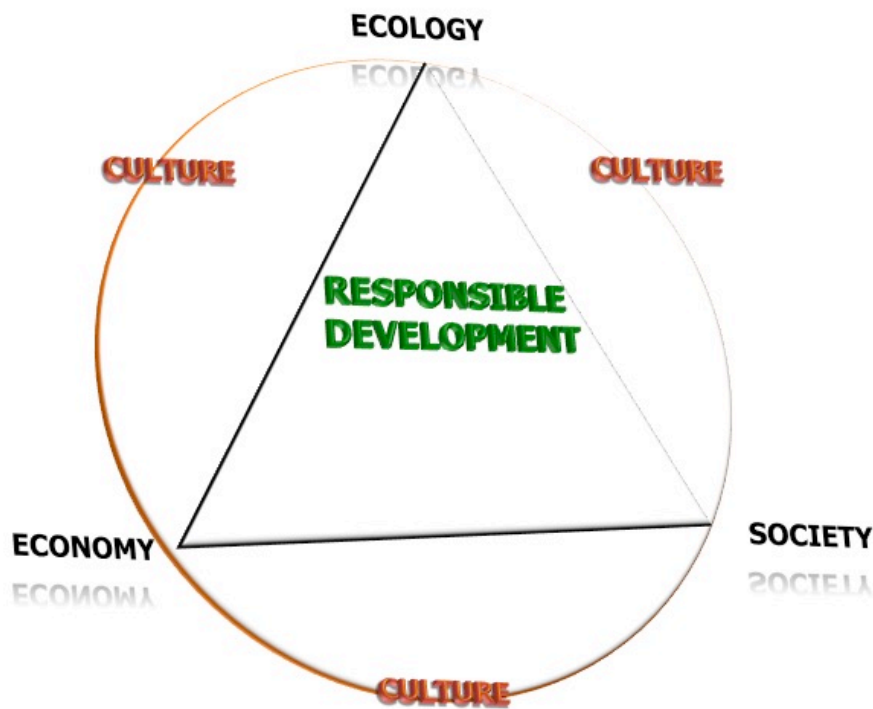 ECOLOGY
CULTURE
CULTURE
RESPONSIBLE
DEVELOPMENT
ECONOMY
SOCIETY
CULTURE